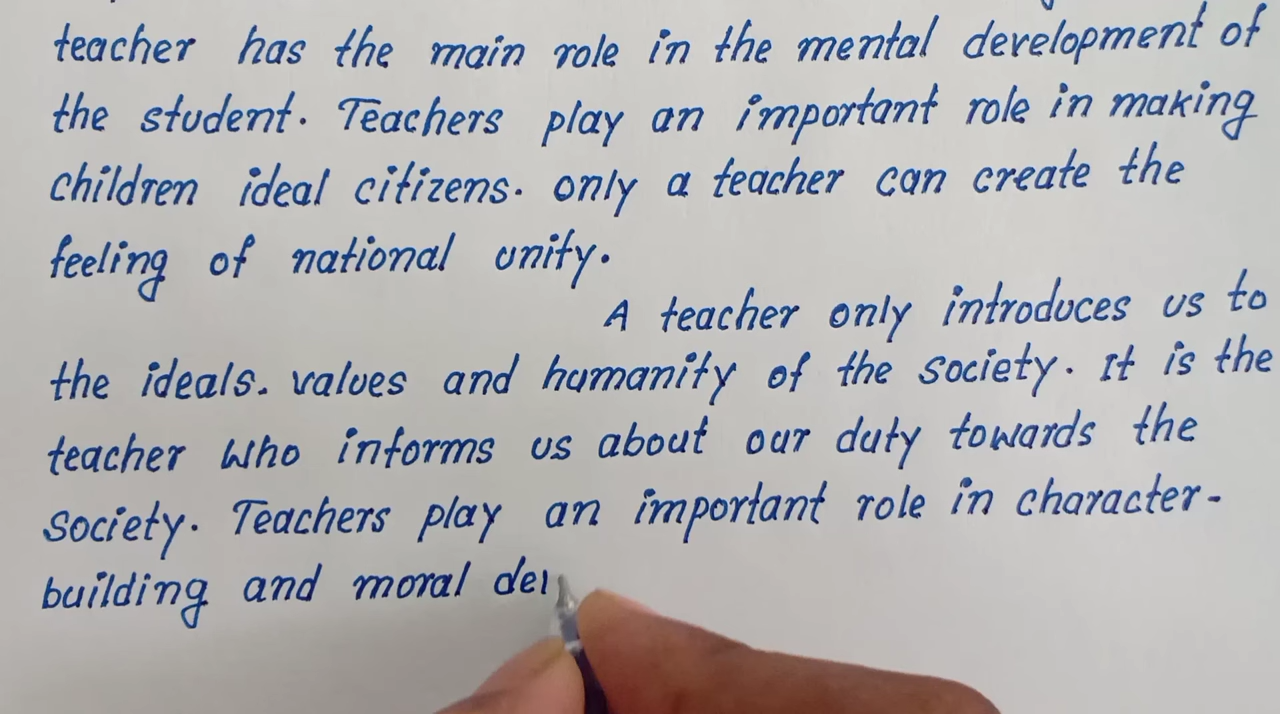 teacher has the main role in the mental development of
the student. Teachers play an important role in making
children ideal citizens. only a teacher can create the
feeling of national unity.
A teacher only introduces us to
the ideals. values and humanity of the society. It is the
teacher who informs us about our duty towards the
society. Teachers play an important role in character-
building and moral